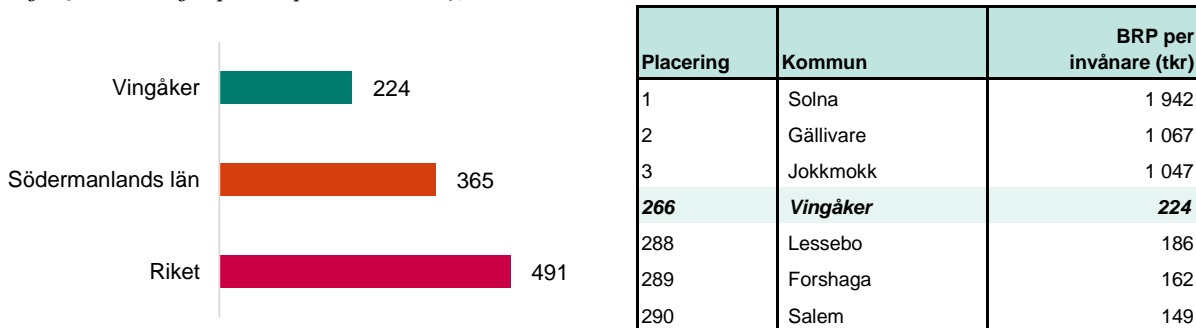 Vingåker 224
Södermanlands län 365
Riket 491
Placering Kommun BRP per invånare (tkr)
1 Solna 1 942
2 Gällivare 1 067
3 Jokkmokk 1 047
266 Vingåker 224
288 Lessebo 186
289 Forshaga 162
290 Salem 149